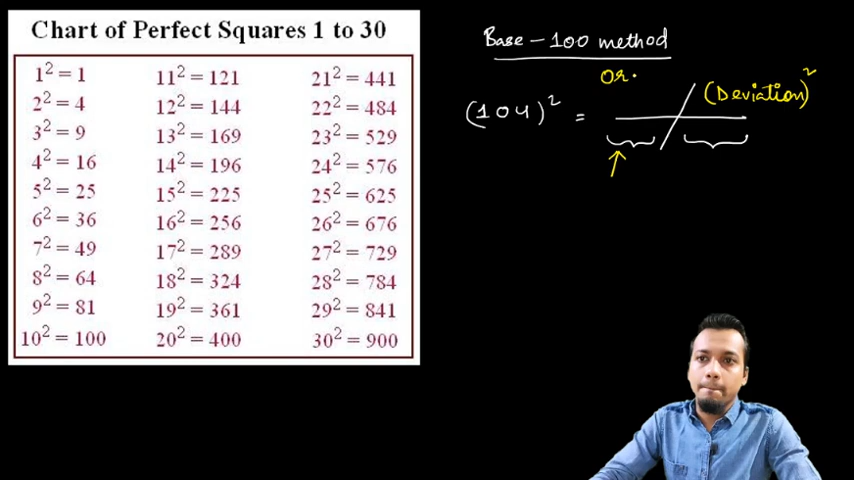 Chart of Perfect Squares 1 to 30
1² = 1
2² = 4
3² = 9
4² = 16
5² = 25
6² = 36
7² = 49
8² = 64
9² = 81
10² = 100
11² = 121
12² = 144
13² = 169
14² = 196
15² = 225
16² = 256
17² = 289
18² = 324
19² = 361
20² = 400
21² = 441
22² = 484
23² = 529
24² = 576
25² = 625
26² = 676
27² = 729
28² = 784
29² = 841
30² = 900
Base - 100 method
or.
(104)² = / (Deviation)²